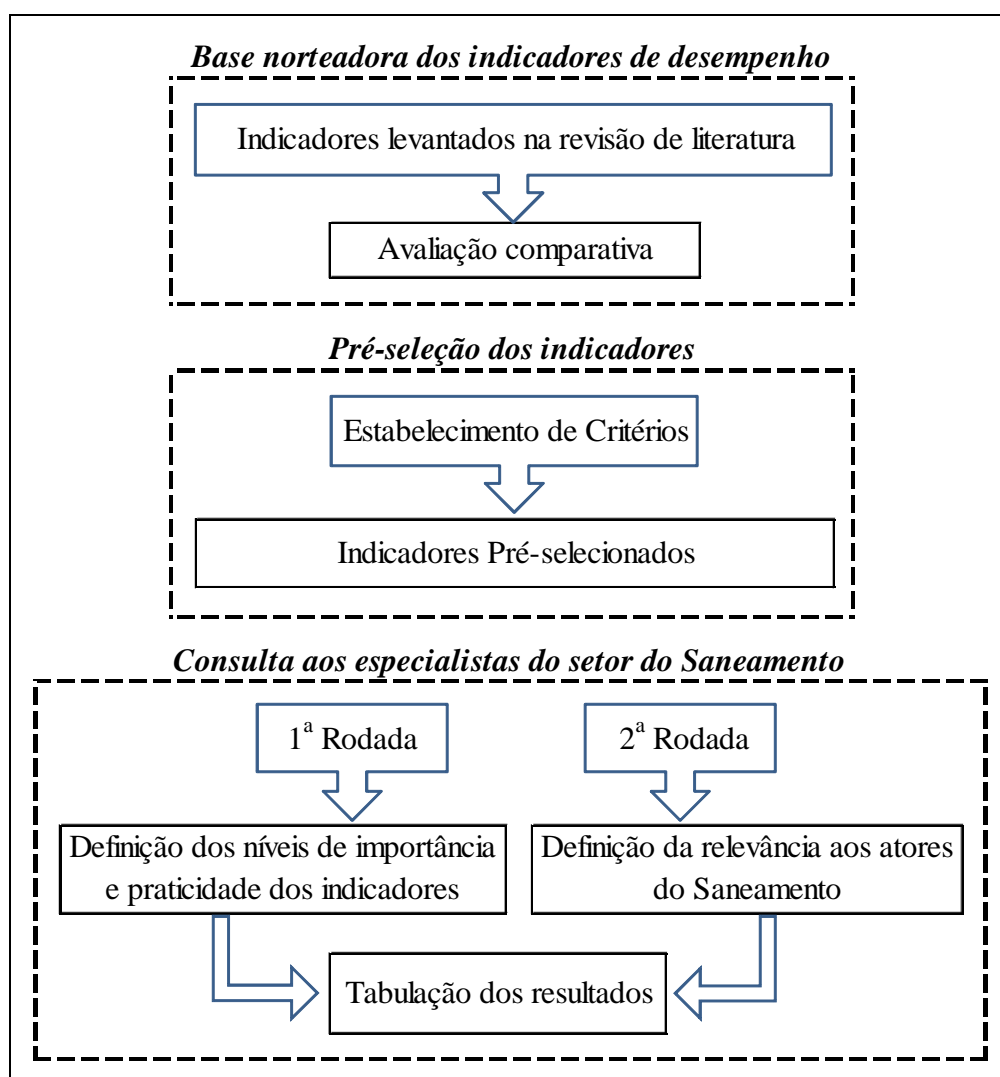 Base norteadora dos indicadores de desempenho
Indicadores levantados na revisão de literatura
Avaliação comparativa
Pré-seleção dos indicadores
Estabelecimento de Critérios
Indicadores Pré-selecionados
Consulta aos especialistas do setor do Saneamento
1ª Rodada
2ª Rodada
Definição dos níveis de importância
e praticidade dos indicadores
Definição da relevância aos atores
do Saneamento
Tabulação dos resultados